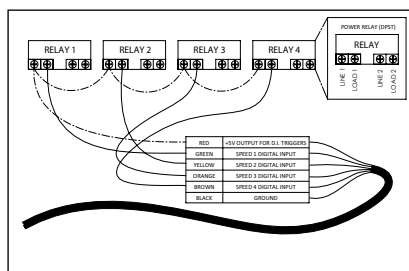 POWER RELAY (DPST)
RELAY 1
RELAY 2
RELAY 3
RELAY 4
RELAY
LINE 1
LOAD 1
LINE 2
LOAD 2
RED +5V OUTPUT FOR D.I. TRIGGERS
GREEN SPEED 1 DIGITAL INPUT
YELLOW SPEED 2 DIGITAL INPUT
ORANGE SPEED 3 DIGITAL INPUT
BROWN SPEED 4 DIGITAL INPUT
BLACK GROUND